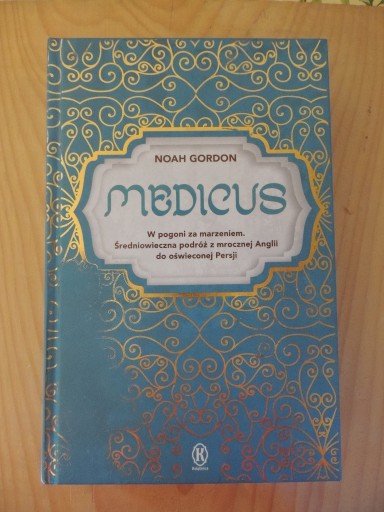 NOAH GORDON
MEDICUS
W pogoni za marzeniem.
Średniowieczna podróż z mrocznej Anglii
do oświeconej Persji
K